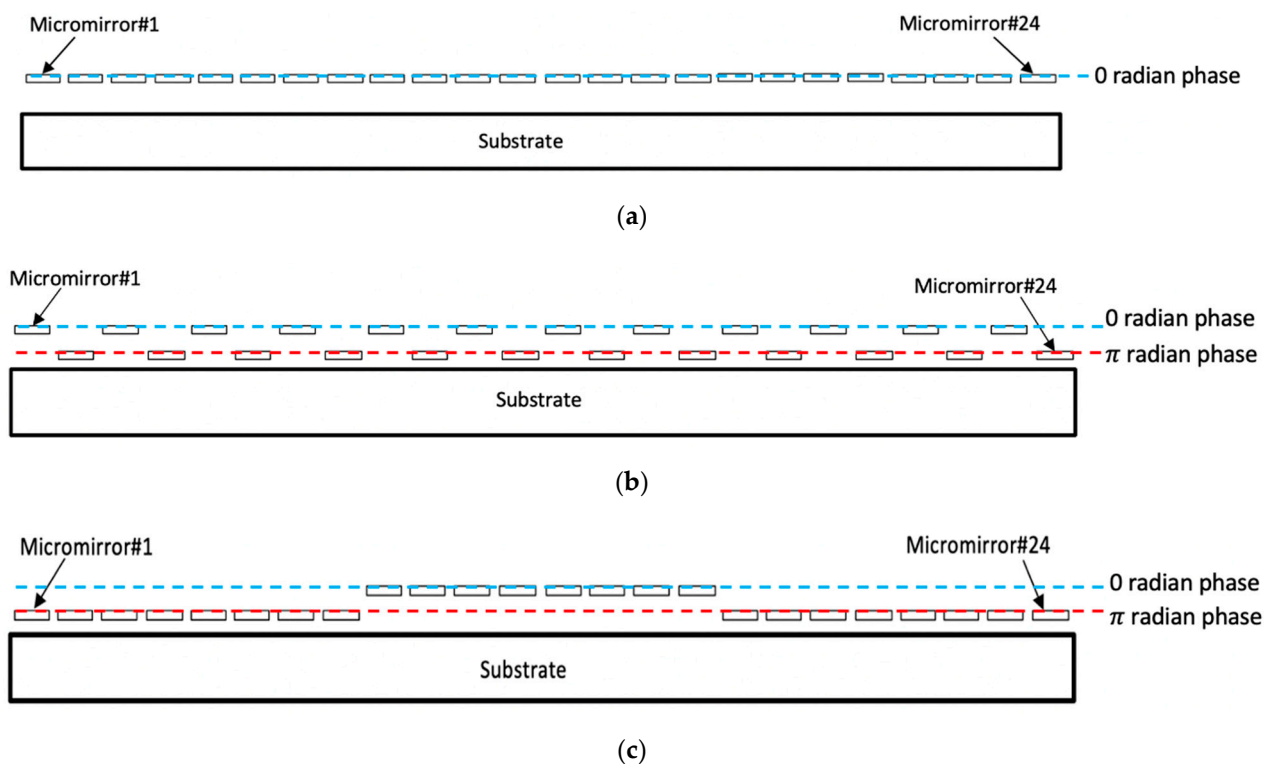 Micromirror#1
Micromirror#24
0 radian phase
Substrate
(a)
Micromirror#1
Micromirror#24
0 radian phase
π radian phase
Substrate
(b)
Micromirror#1
Micromirror#24
0 radian phase
π radian phase
Substrate
(c)